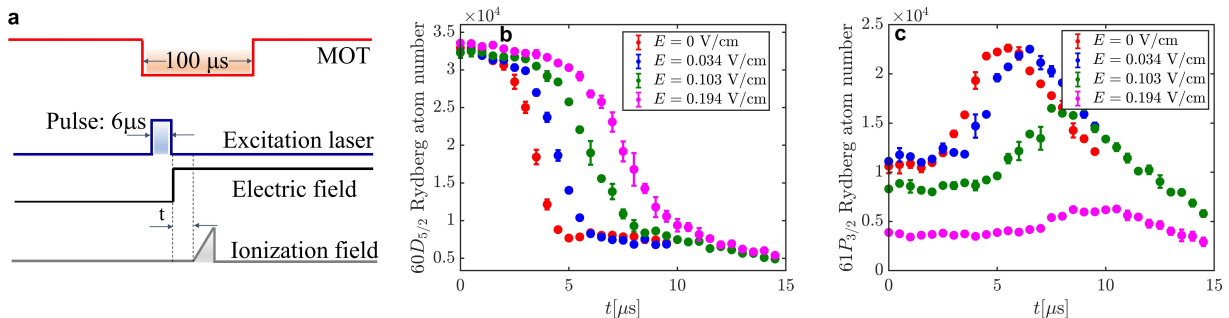 a
MOT
100 μs
Pulse: 6μs
Excitation laser
Electric field
t
Ionization field
×10⁴
b
E = 0 V/cm
E = 0.034 V/cm
E = 0.103 V/cm
E = 0.194 V/cm
3.5
3
2.5
2
1.5
1
0.5
0
0 5 10 15
60D₅/₂ Rydberg atom number
t[μs]
×10⁴
c
E = 0 V/cm
E = 0.034 V/cm
E = 0.103 V/cm
E = 0.194 V/cm
2.5
2
1.5
1
0.5
0
0 5 10 15
61P₃/₂ Rydberg atom number
t[μs]